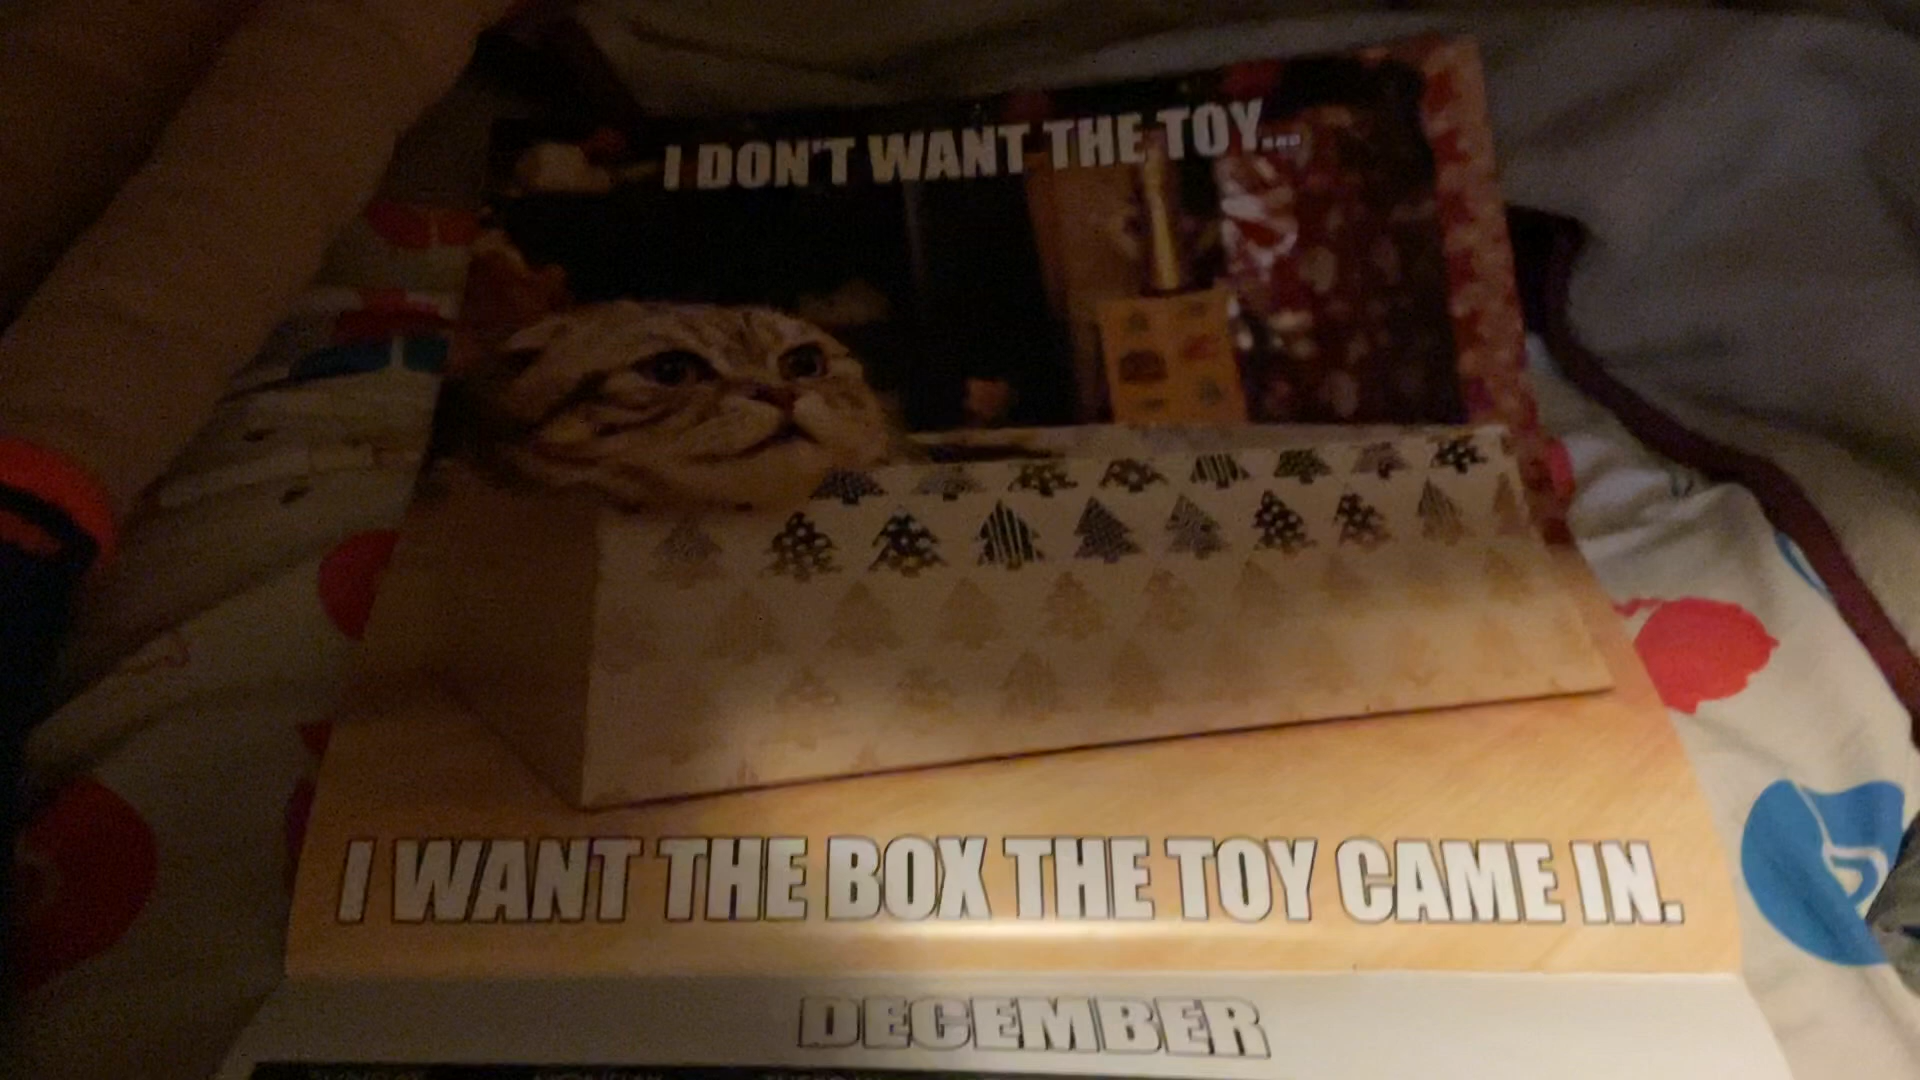 I DON'T WANT THE TOY...
I WANT THE BOX THE TOY CAME IN.
DECEMBER